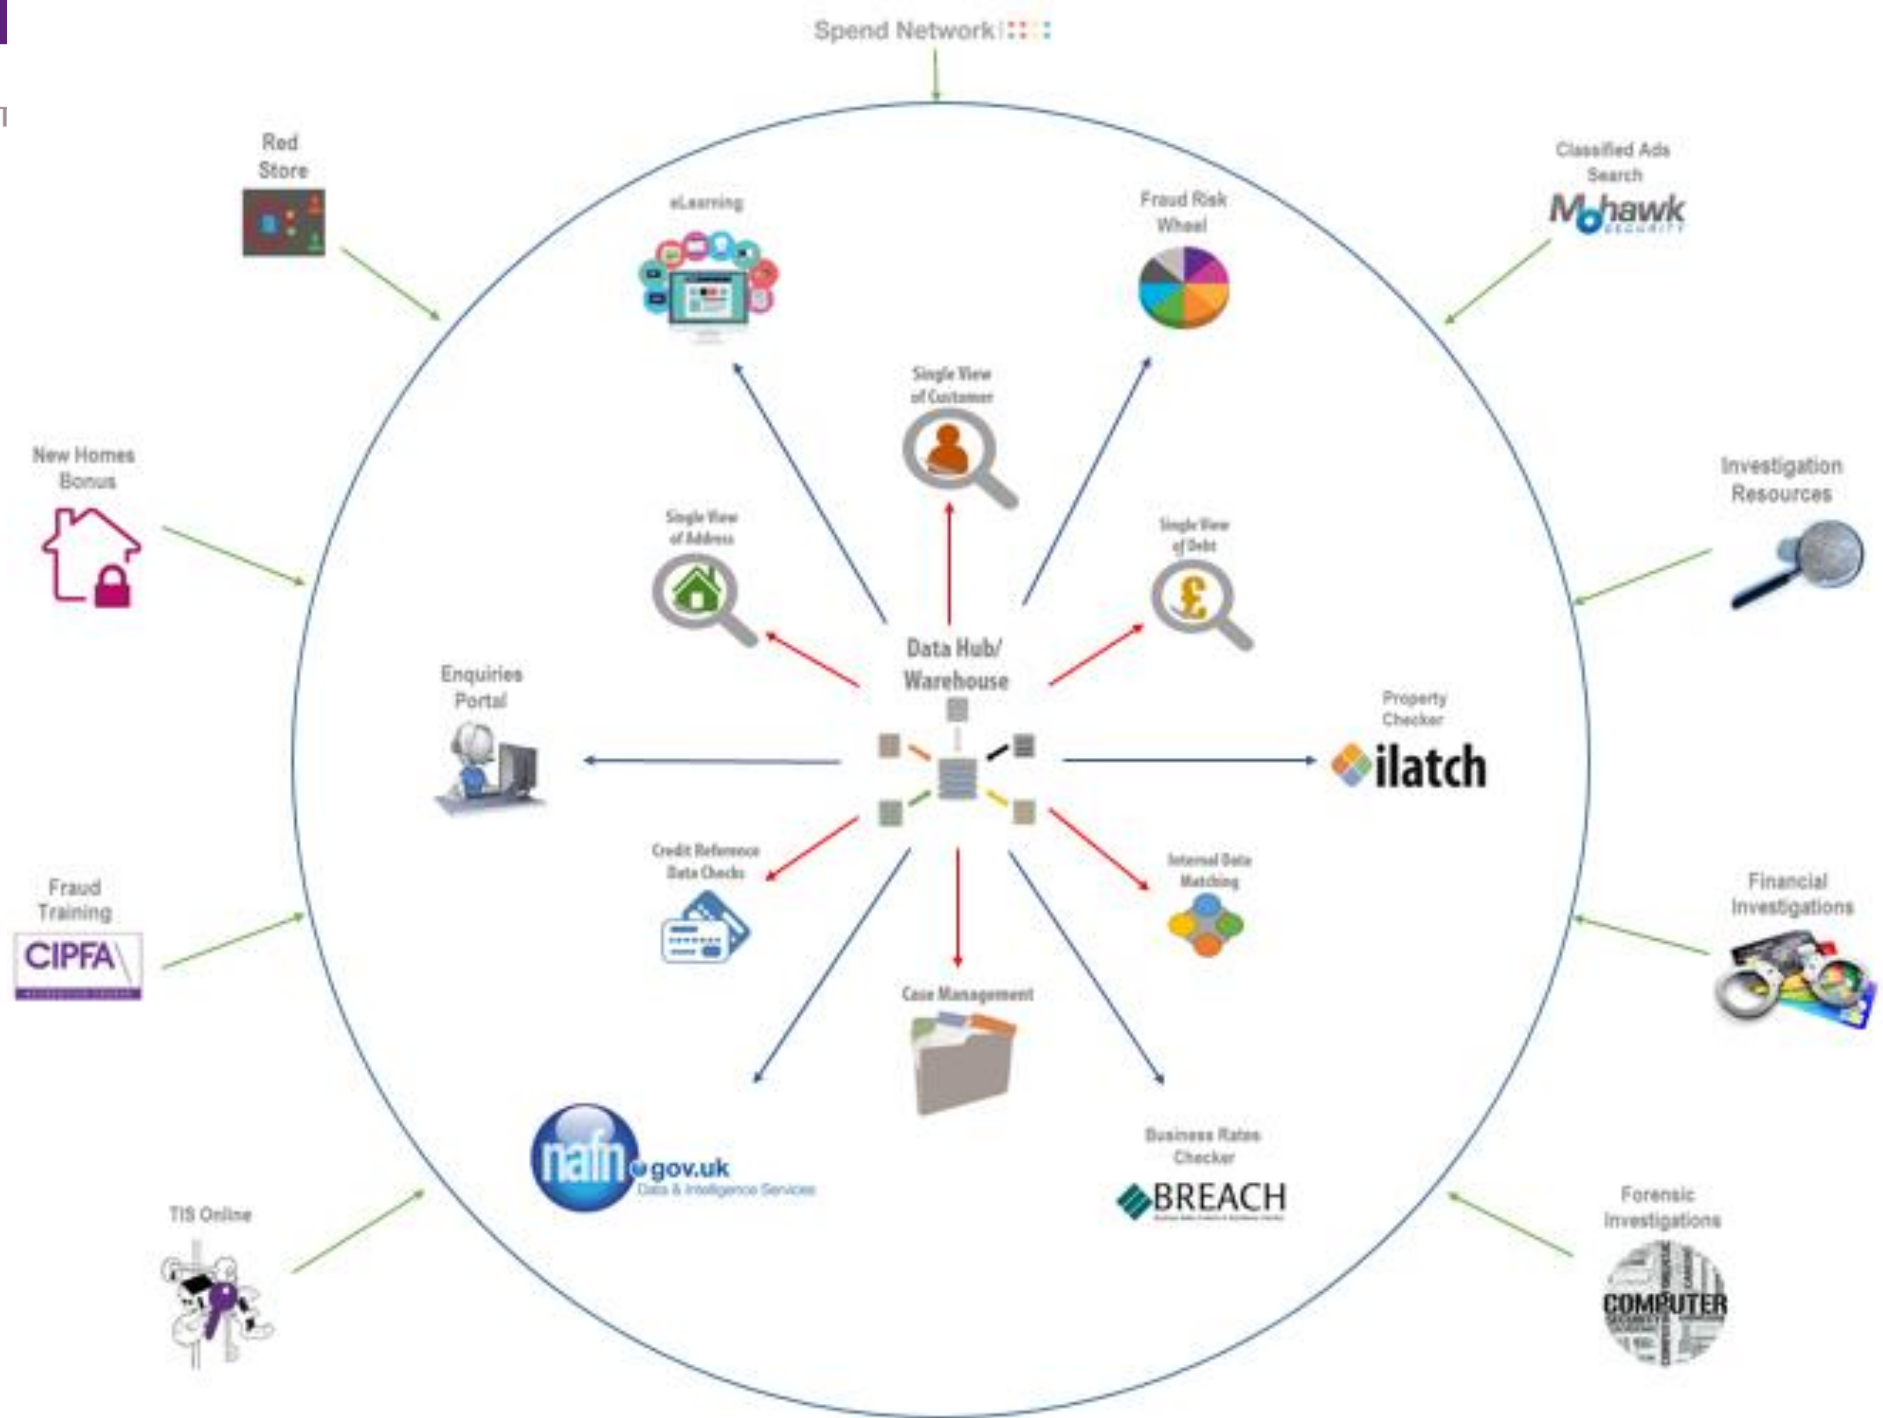 Spend Network
Red
Store
Classified Ads
Search
Mohawk
SECURITY
eLearning
Fraud Risk
Wheel
Single View
of Customer
New Homes
Bonus
Investigation
Resources
Single View
of Address
Single View
of Debt
Data Hub/
Warehouse
Enquiries
Portal
Property
Checker
ilatch
Credit Reference
Data Checks
Internal Data
Matching
Fraud
Training
CIPFA
Financial
Investigations
Case Management
nafn.gov.uk
Data & Intelligence Services
Business Rates
Checker
BREACH
TIS Online
Forensic
Investigations
COMPUTER
SECURITY